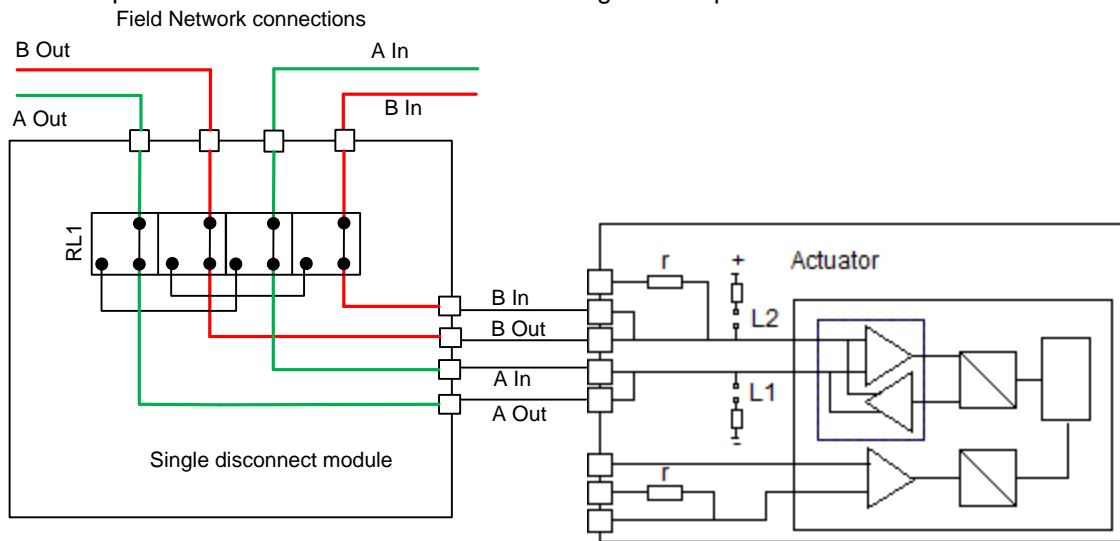 Field Network connections
B Out
A In
A Out
B In
RL1
B In
B Out
A In
A Out
Single disconnect module
Actuator
r
+
L2
L1
-
r